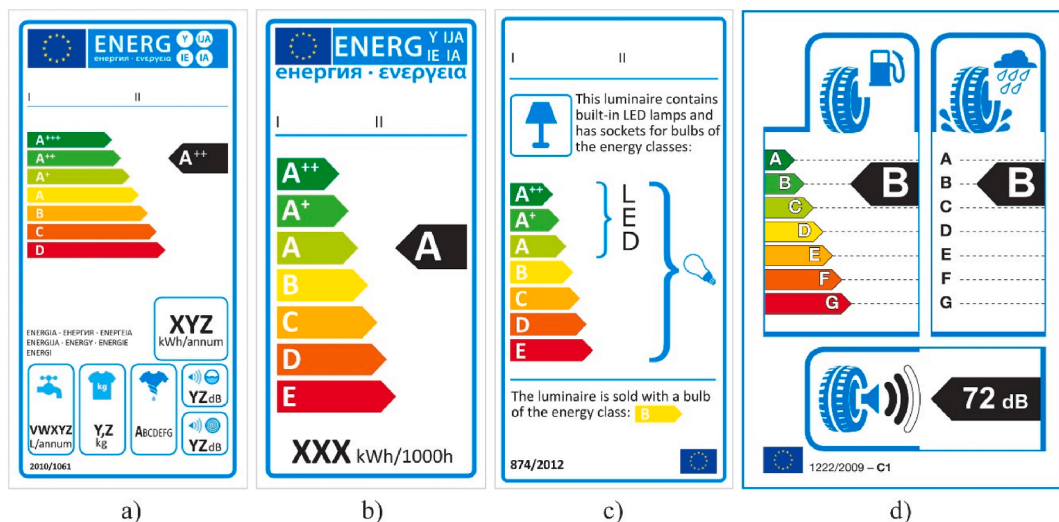 ENERG Y UA
енергия · ενεργεια IE IA
I II
A+++
A++
A+
A
B
C
D
A++
XYZ
kWh/annum
ENERGIA · ЕНЕРГИЯ · ΕΝΕΡΓΕΙΑ
ENERGIJA · ENERGY · ENERGIE
ENERGI
VWXYZ
L/annum
kg
Y,Z
kg
ABCDEFG
YZ dB
YZ dB
2010/1061
a)
ENERG Y IJA
IE IA
енергия · ενεργεια
I II
A++
A+
A
B
C
D
E
A
XXX kWh/1000h
b)
I II
This luminaire contains
built-in LED lamps and
has sockets for bulbs of
the energy classes:
A++
A+
A
B
C
D
E
L
E
D
The luminaire is sold with a bulb
of the energy class: B
874/2012
c)
A
B
C
D
E
F
G
B
A
B
C
D
E
F
G
B
72 dB
1222/2009 – C1
d)